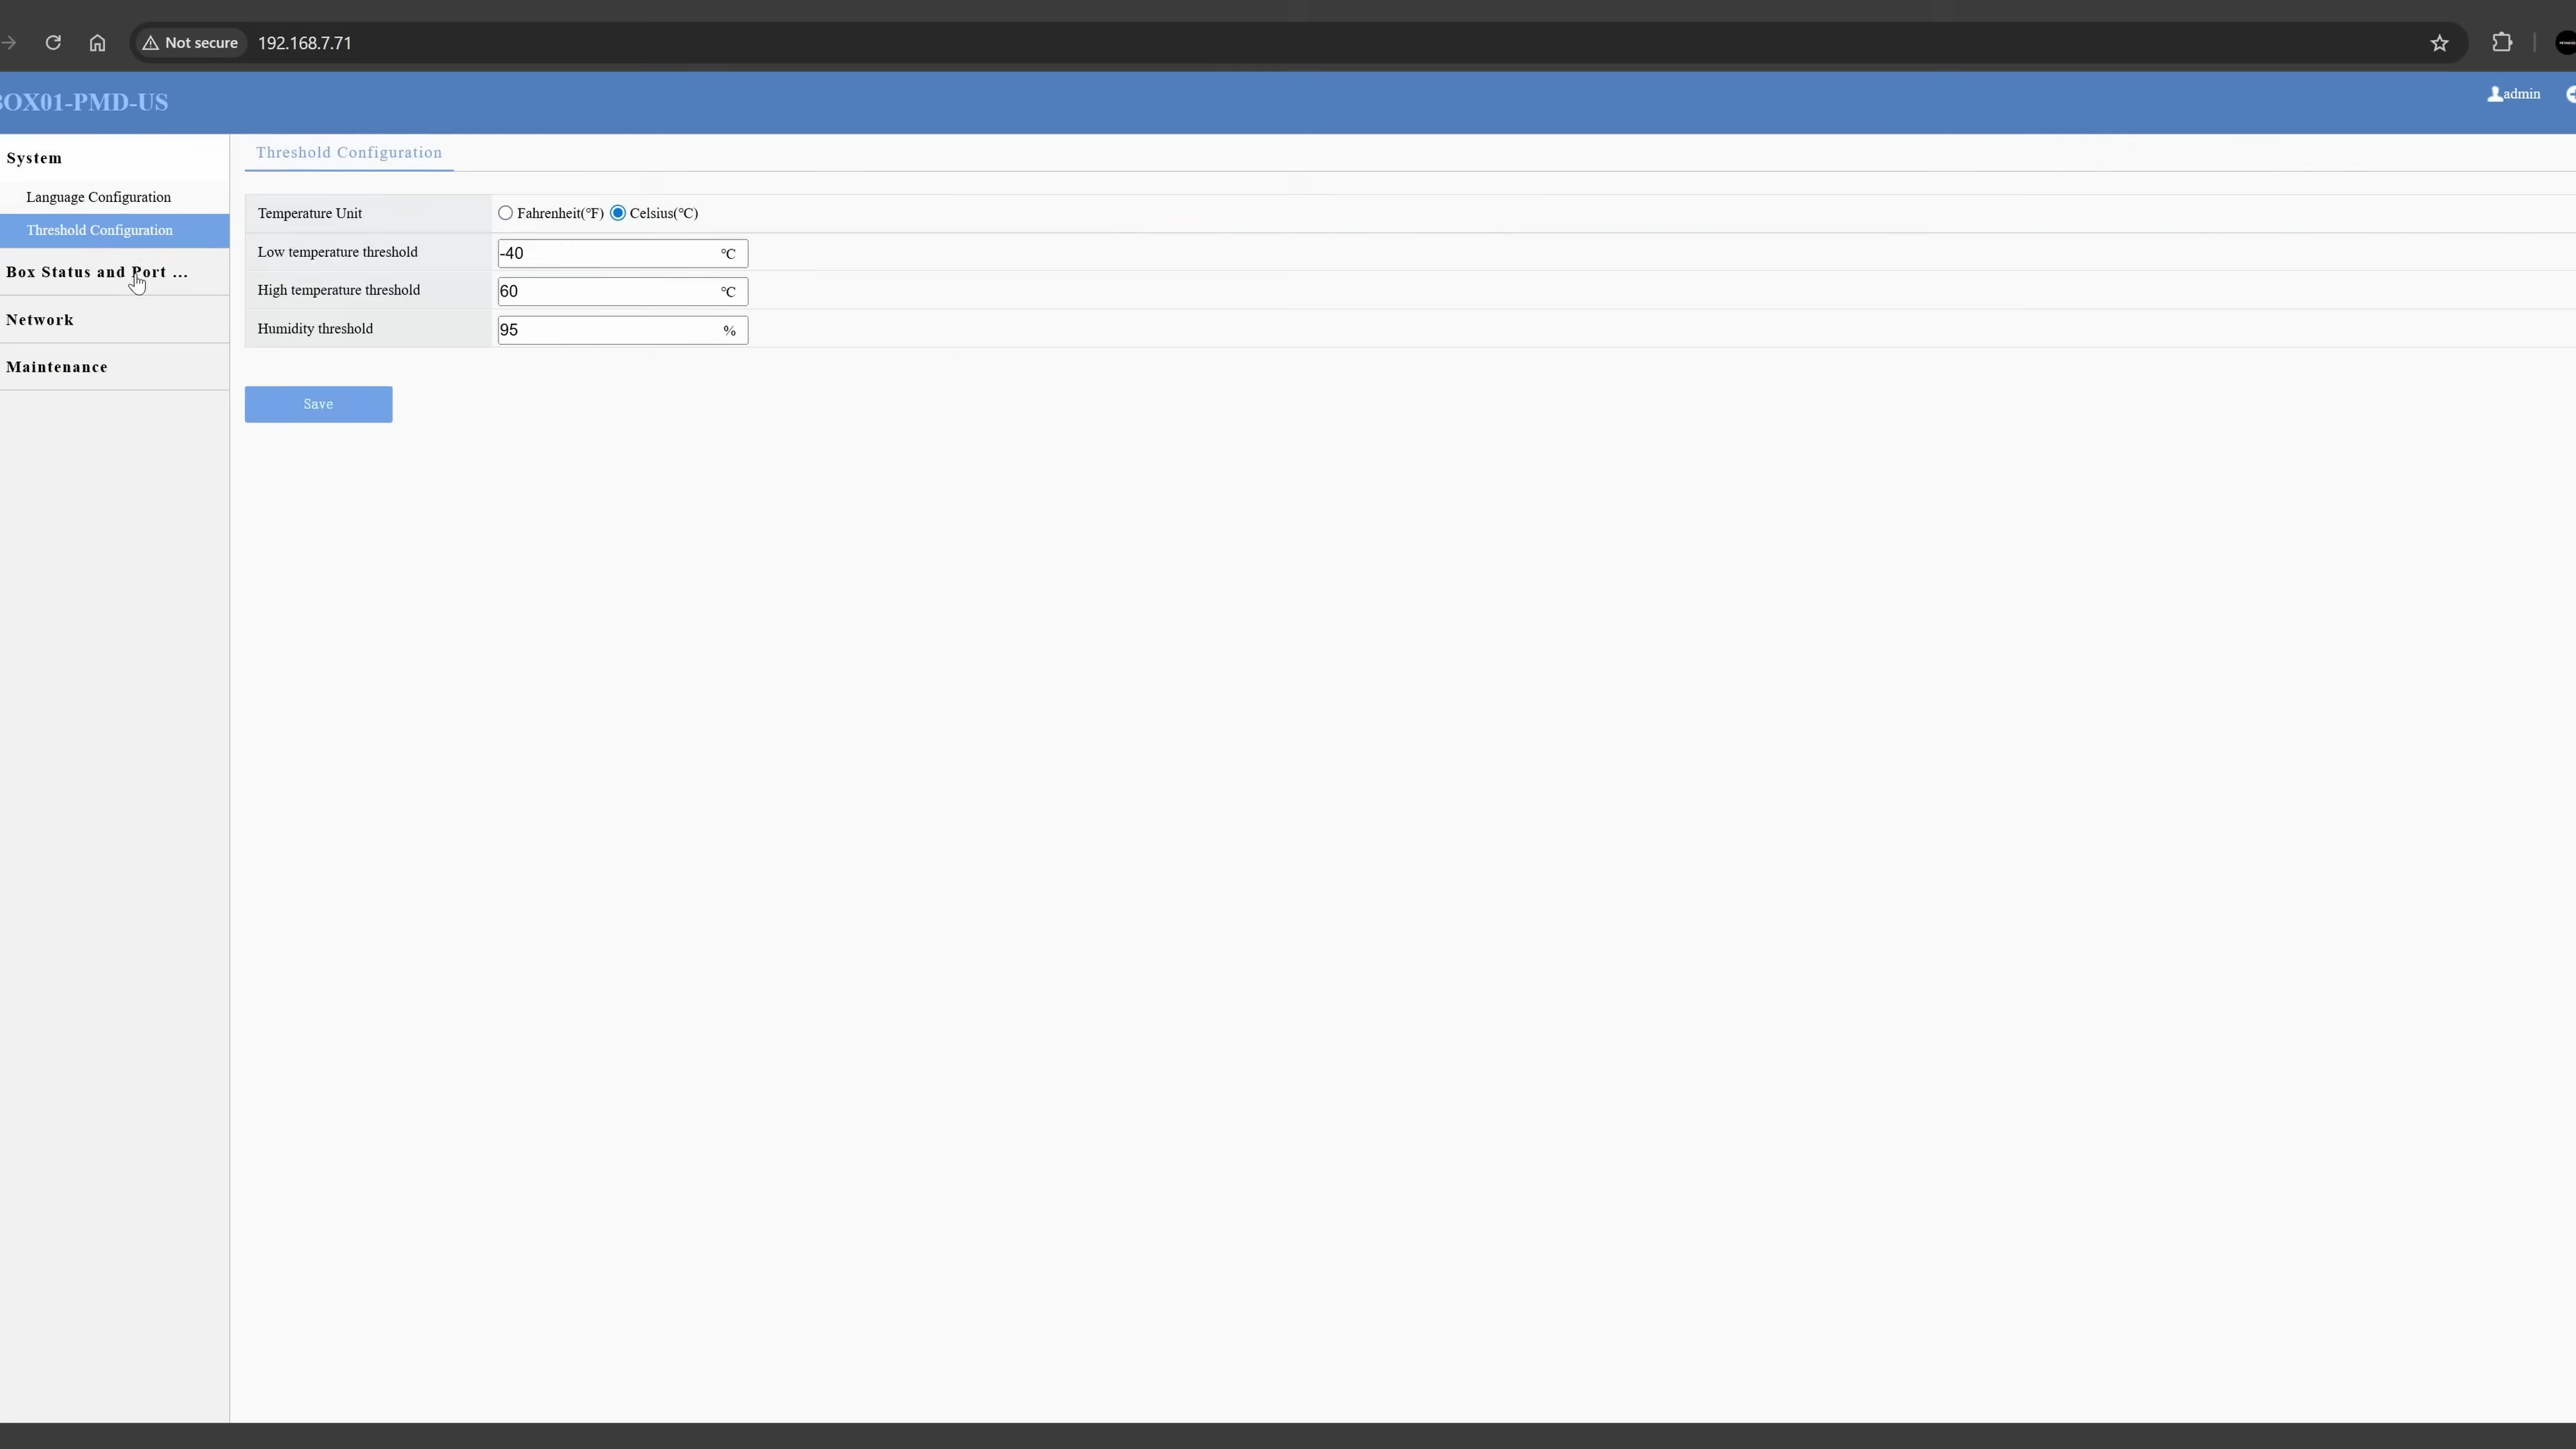 Not secure 192.168.7.71
BOX01-PMD-US
admin
System
Language Configuration
Threshold Configuration
Box Status and Port ...
Network
Maintenance
Threshold Configuration
Temperature Unit Fahrenheit(°F) Celsius(°C)
Low temperature threshold -40 °C
High temperature threshold 60 °C
Humidity threshold 95 %
Save